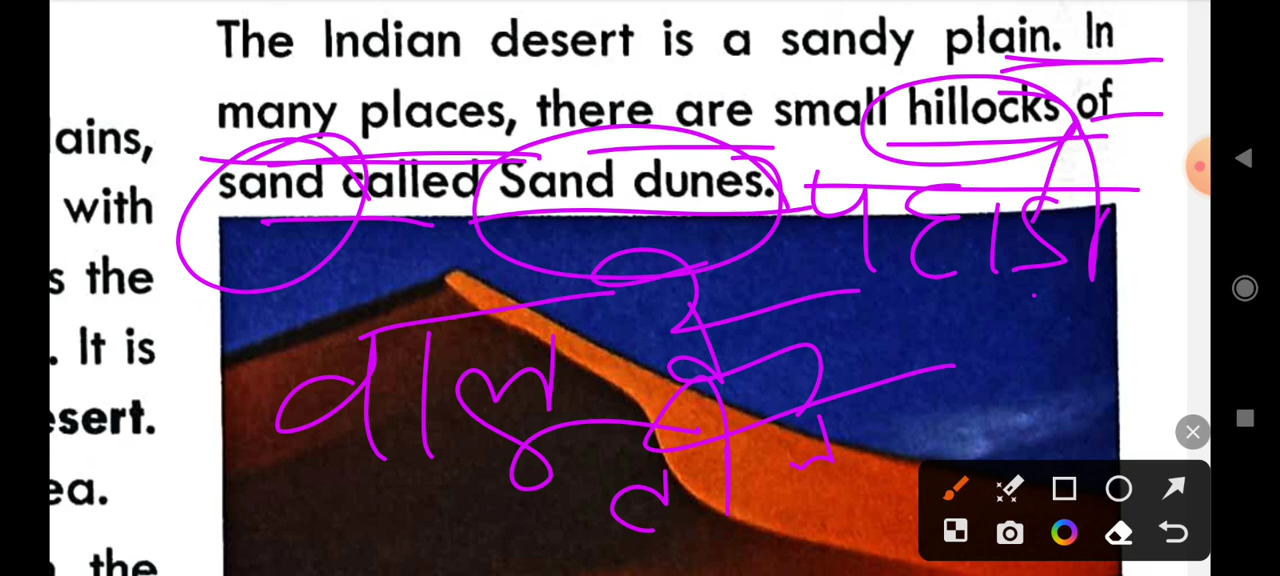 The Indian desert is a sandy plain. In
many places, there are small hillocks of
sand called Sand dunes.
ains,
with
s the
. It is
esert.
ea.
the
पहाड़ी
वालू